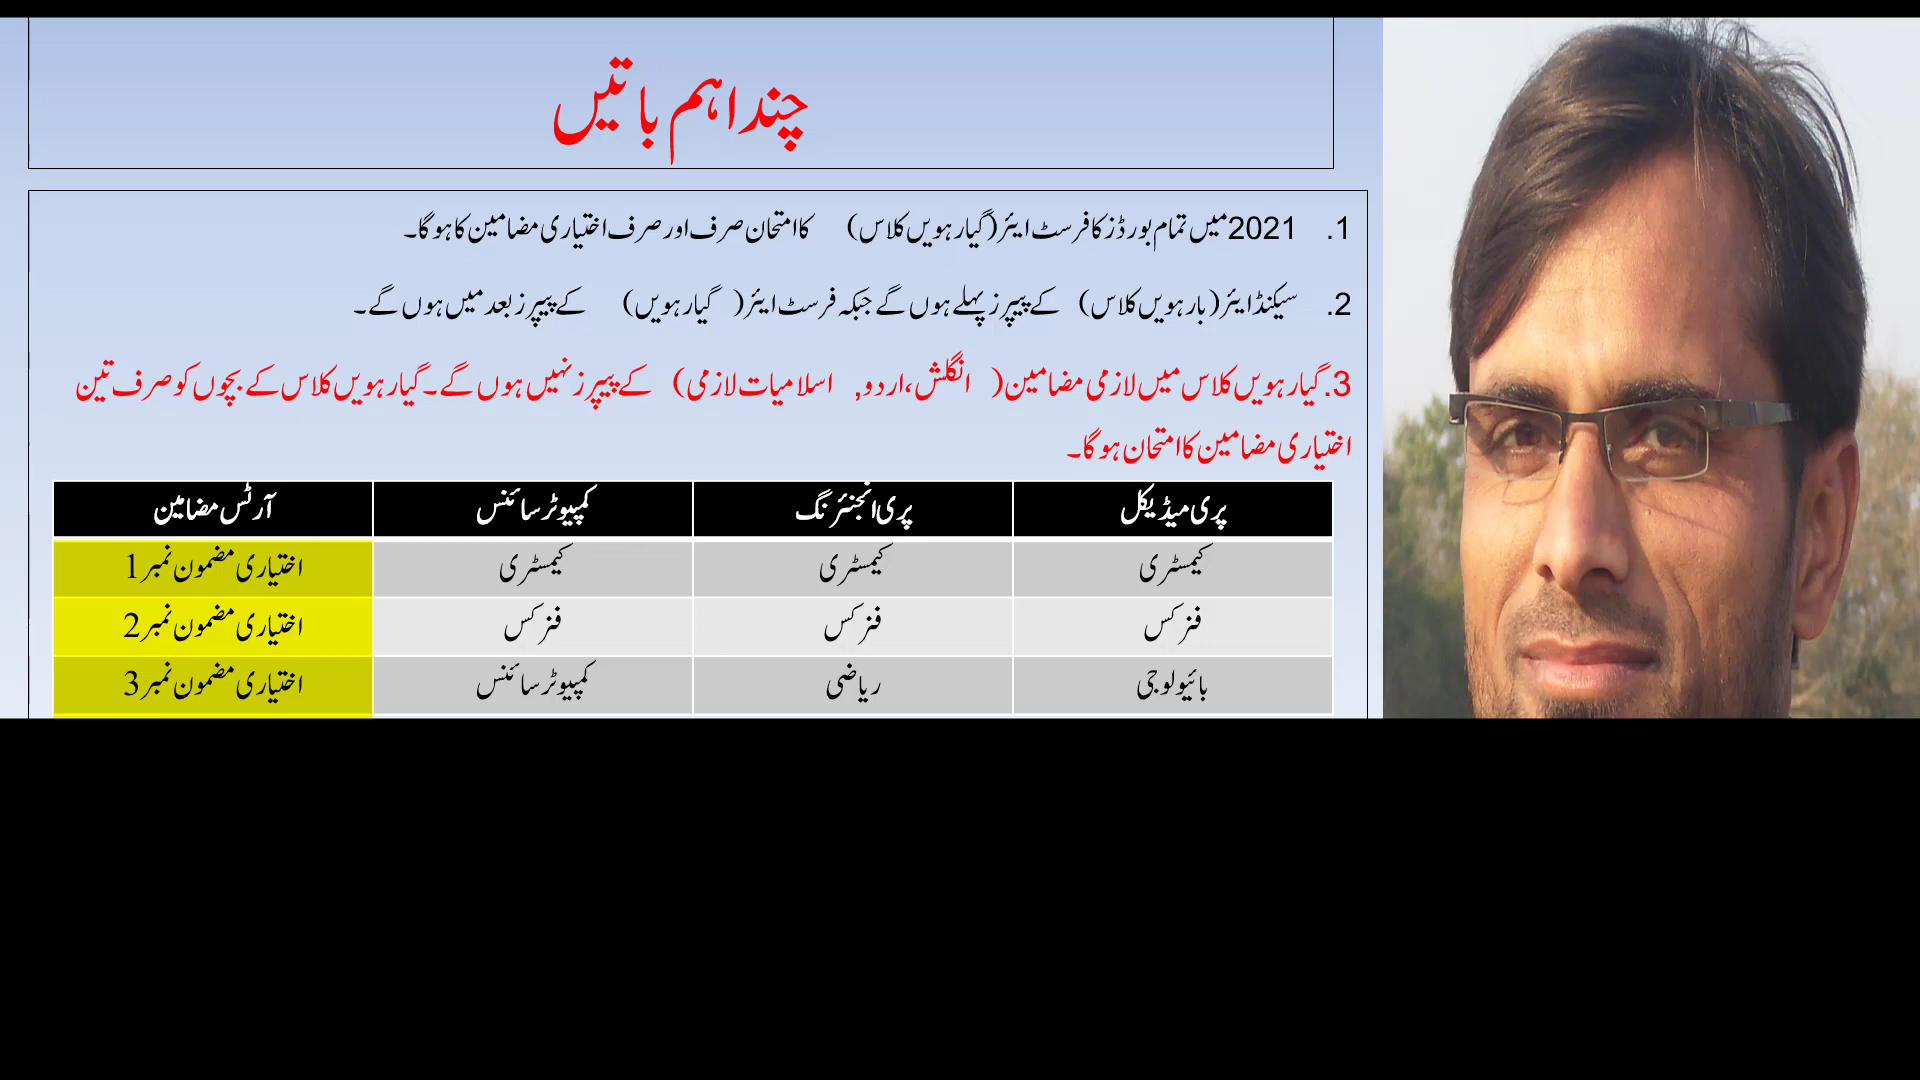 چند اہم باتیں
1. 2021 میں تمام بورڈز کا فرسٹ ایئر (گیارہویں کلاس) کا امتحان صرف اور صرف اختیاری مضامین کا ہو گا۔
2. سیکنڈ ایئر (بارہویں کلاس) کے پیپرز پہلے ہوں گے جبکہ فرسٹ ایئر ( گیارہویں) کے پیپرز بعد میں ہوں گے۔
3. گیارہویں کلاس میں لازمی مضامین ( انگلش، اردو, اسلامیات لازمی) کے پیپرز نہیں ہوں گے۔ گیارہویں کلاس کے بچوں کو صرف تین
اختیاری مضامین کا امتحان ہو گا۔
پری میڈیکل پری انجنئرنگ کمپیوٹر سائنس آرٹس مضامین
کیمسٹری کیمسٹری کیمسٹری اختیاری مضمون نمبر 1
فزکس فزکس فزکس اختیاری مضمون نمبر 2
بائیولوجی ریاضی کمپیوٹر سائنس اختیاری مضمون نمبر 3